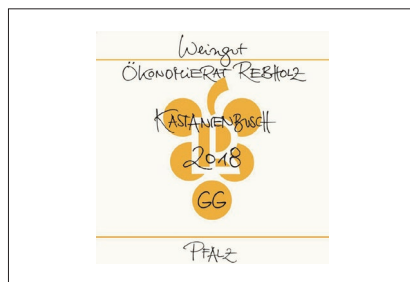 Weingut
ÖKONOMIERAT REBHOLZ
KASTANIENBUSCH
2018
GG
PFALZ